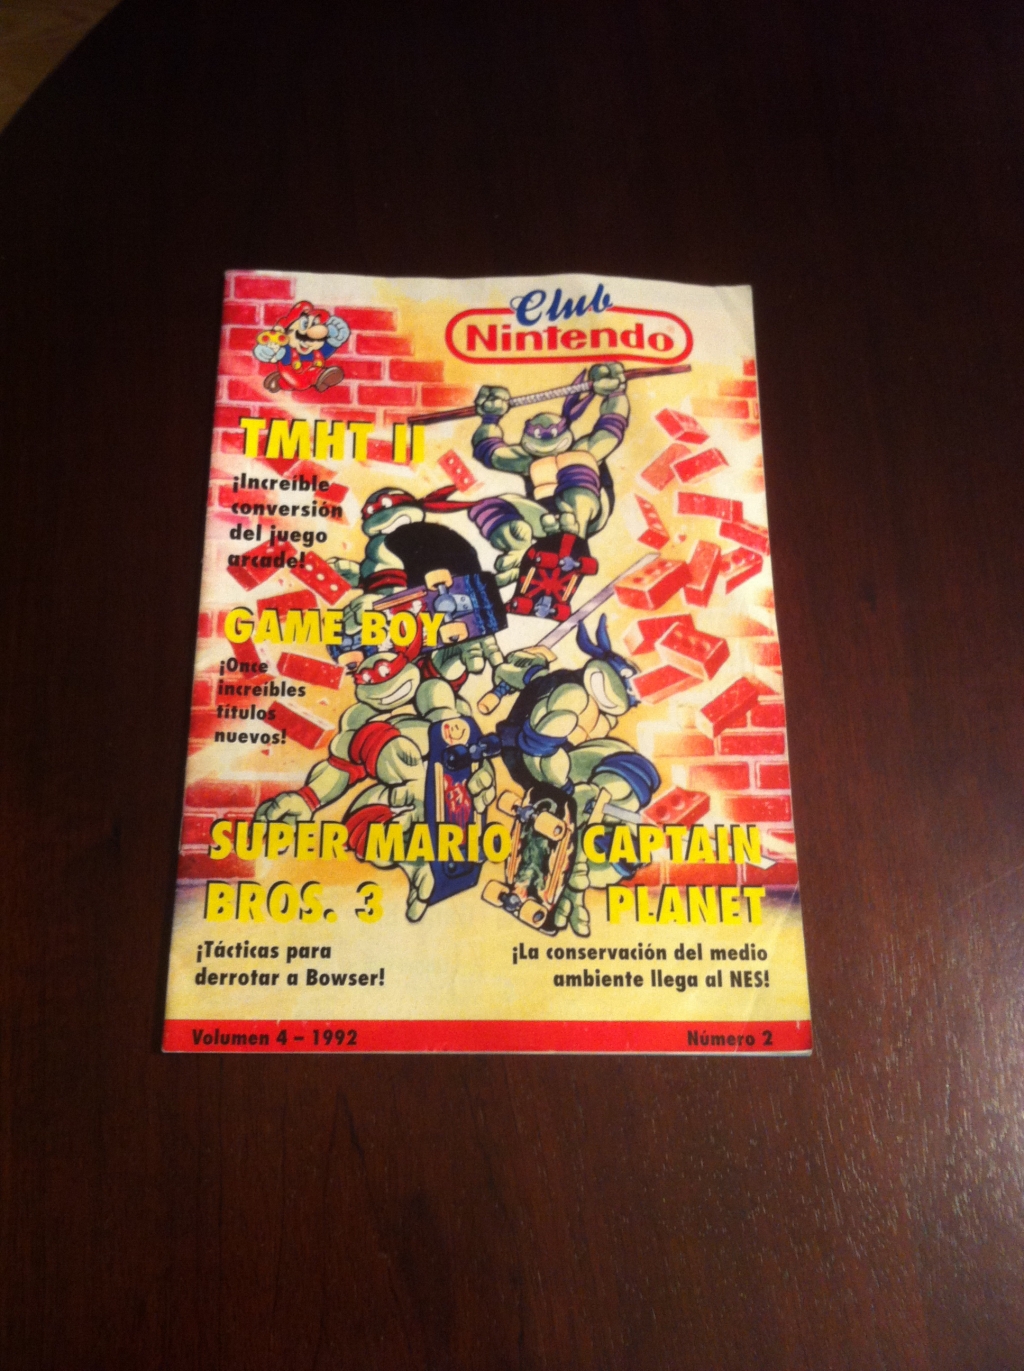 Club
Nintendo
TMHT II
¡Increíble
conversión
del juego
arcade!
GAME BOY
¡Once
increíbles
títulos
nuevos!
SUPER MARIO
BROS. 3
¡Tácticas para
derrotar a Bowser!
CAPTAIN
PLANET
¡La conservación del medio
ambiente llega al NES!
Volumen 4 – 1992
Número 2